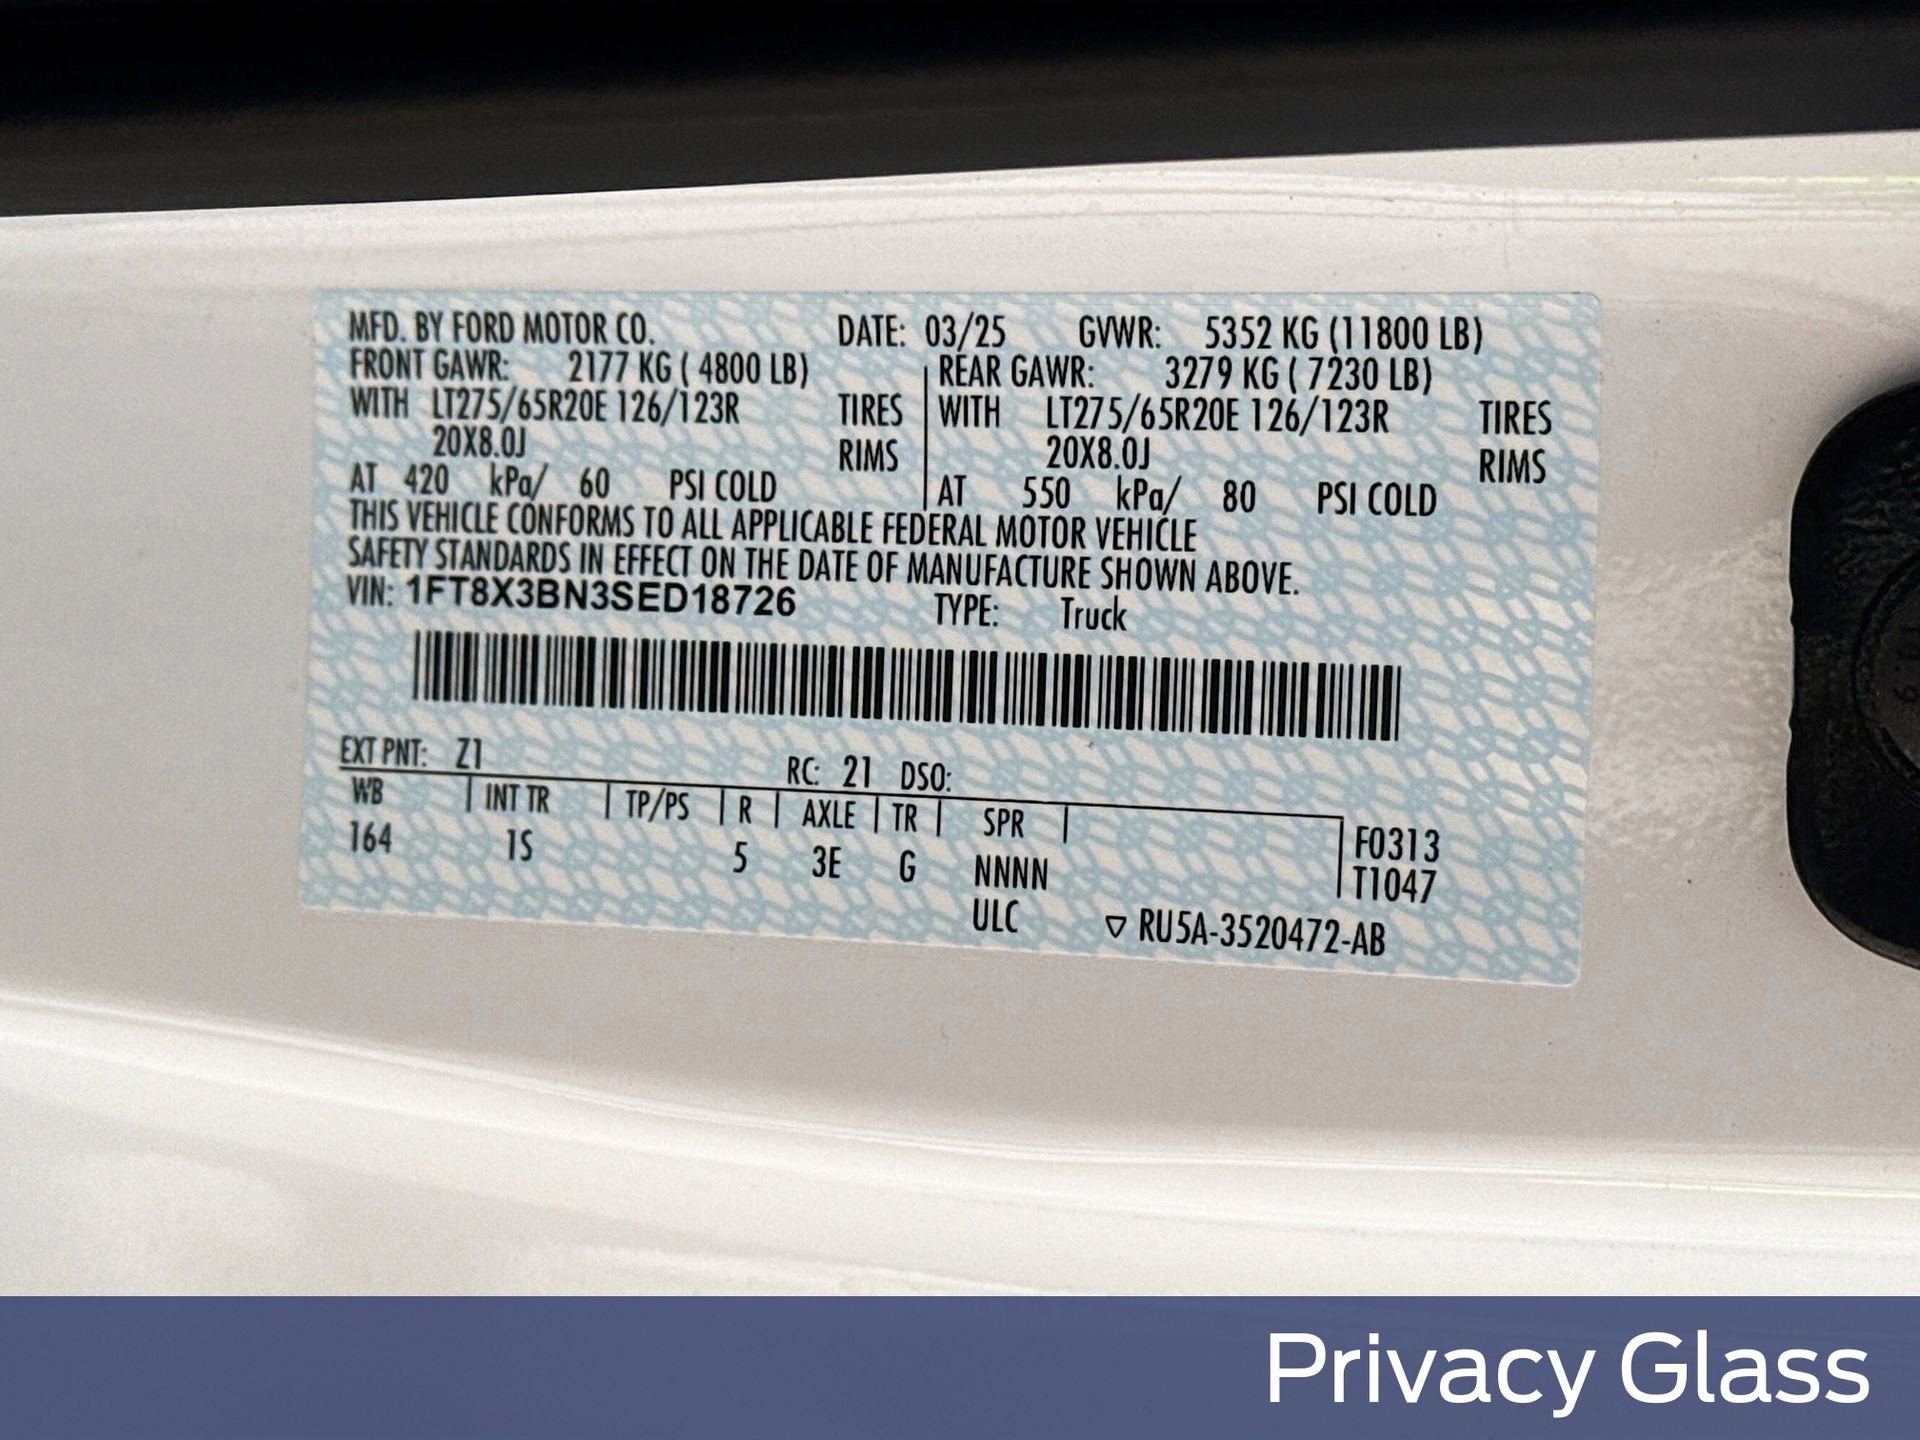 MFD. BY FORD MOTOR CO. DATE: 03/25 GVWR: 5352 KG (11800 LB)
FRONT GAWR: 2177 KG ( 4800 LB) REAR GAWR: 3279 KG ( 7230 LB)
WITH LT275/65R20E 126/123R TIRES WITH LT275/65R20E 126/123R TIRES
20X8.0J RIMS 20X8.0J RIMS
AT 420 kPa/ 60 PSI COLD AT 550 kPa/ 80 PSI COLD
THIS VEHICLE CONFORMS TO ALL APPLICABLE FEDERAL MOTOR VEHICLE
SAFETY STANDARDS IN EFFECT ON THE DATE OF MANUFACTURE SHOWN ABOVE.
VIN: 1FT8X3BN3SED18726 TYPE: Truck
EXT PNT: Z1 RC: 21 DSO:
WB INT TR TP/PS R AXLE TR SPR F0313
164 1S 5 3E G NNNN T1047
ULC ▽ RU5A-3520472-AB
Privacy Glass